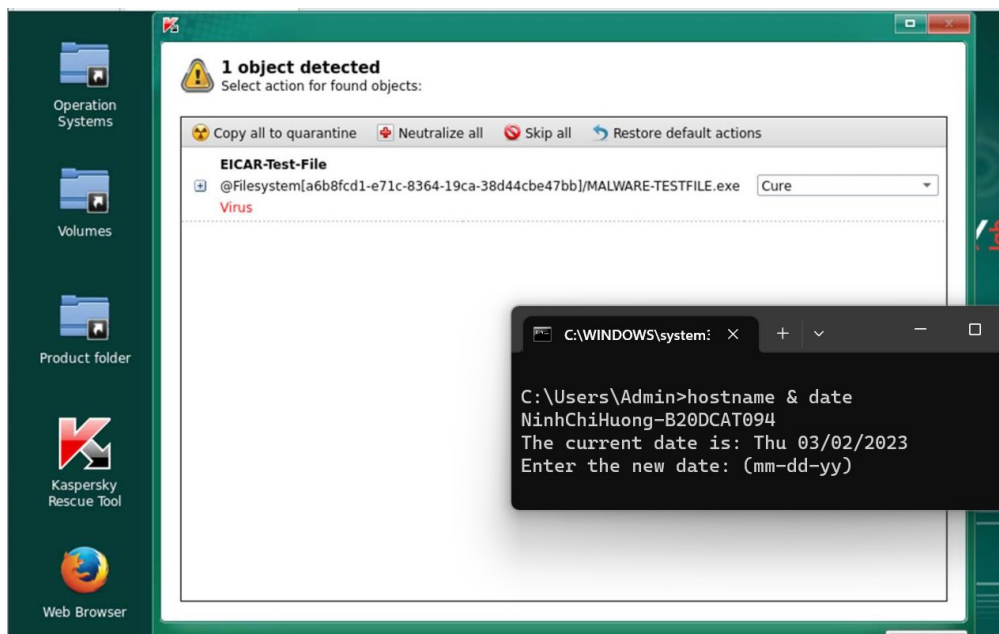 Operation
Systems
Volumes
Product folder
Kaspersky
Rescue Tool
Web Browser
1 object detected
Select action for found objects:
Copy all to quarantine Neutralize all Skip all Restore default actions
EICAR-Test-File
@Filesystem[a6b8fcd1-e71c-8364-19ca-38d44cbe47bb]/MALWARE-TESTFILE.exe Cure
Virus
C:\WINDOWS\system3
C:\Users\Admin>hostname & date
NinhChiHuong-B20DCAT094
The current date is: Thu 03/02/2023
Enter the new date: (mm-dd-yy)